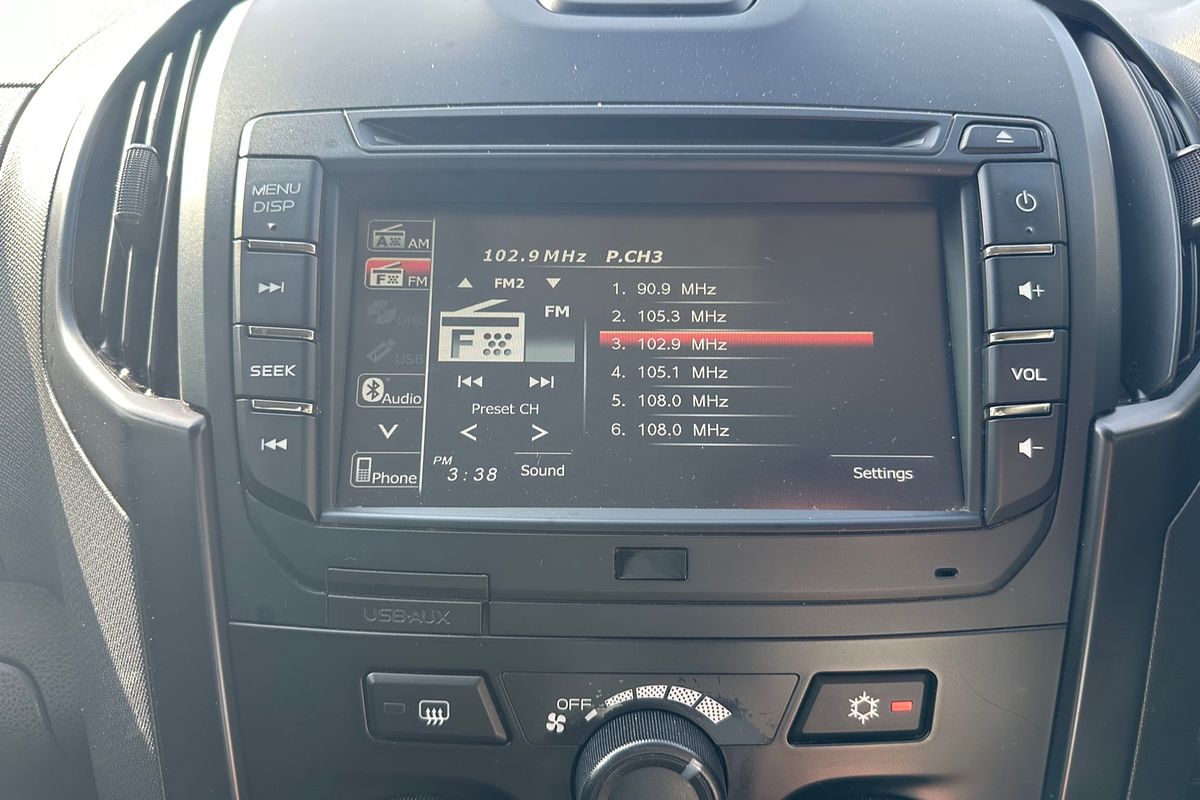 MENU
DISP
SEEK
VOL
AM
FM
Disc
USB
Audio
Phone
102.9MHz P.CH3
FM2
FM
F
Preset CH
PM
3:38
Sound
1. 90.9 MHz
2. 105.3 MHz
3. 102.9 MHz
4. 105.1 MHz
5. 108.0 MHz
6. 108.0 MHz
Settings
USB·AUX
OFF